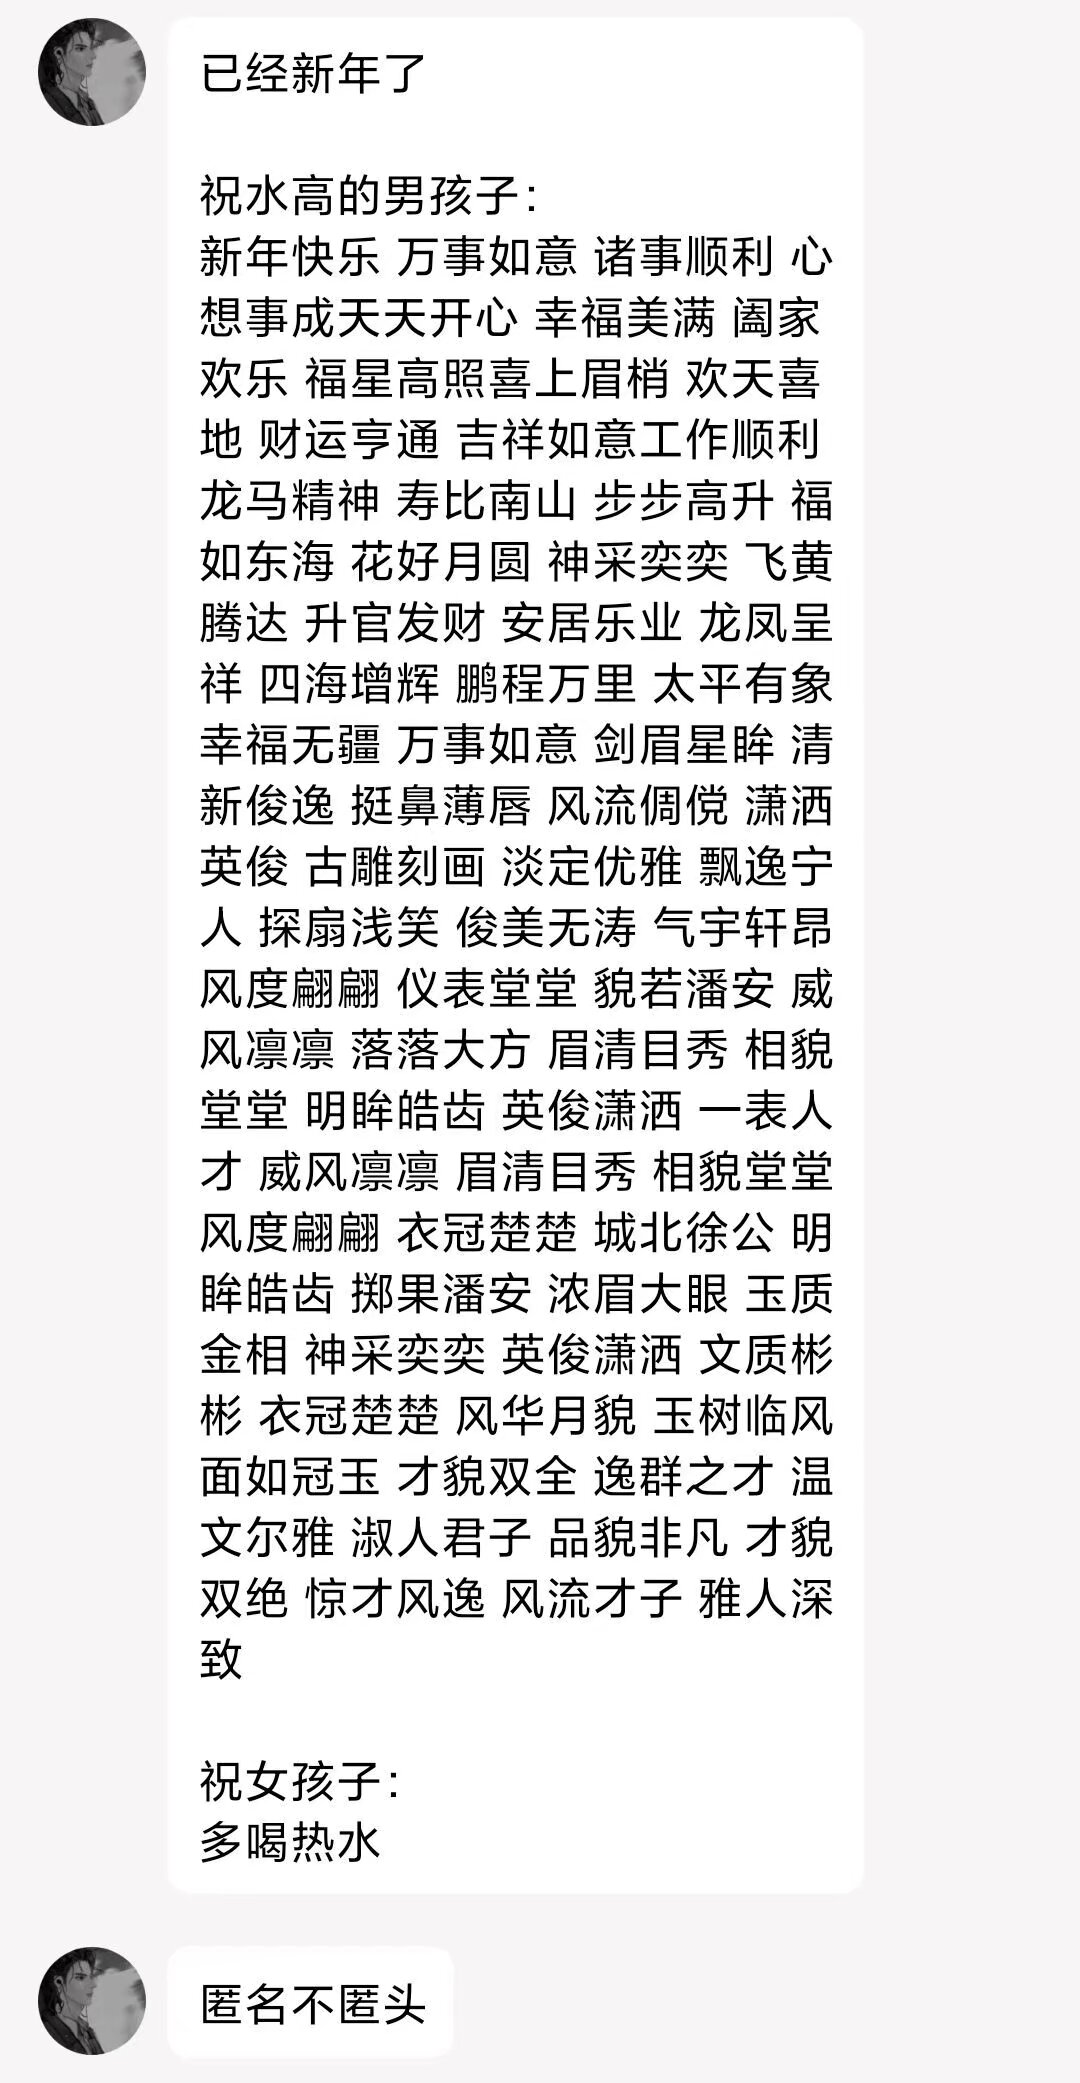 已经新年了
祝水高的男孩子：
新年快乐 万事如意 诸事顺利 心
想事成天天开心 幸福美满 阖家
欢乐 福星高照喜上眉梢 欢天喜
地 财运亨通 吉祥如意工作顺利
龙马精神 寿比南山 步步高升 福
如东海 花好月圆 神采奕奕 飞黄
腾达 升官发财 安居乐业 龙凤呈
祥 四海增辉 鹏程万里 太平有象
幸福无疆 万事如意 剑眉星眸 清
新俊逸 挺鼻薄唇 风流倜傥 潇洒
英俊 古雕刻画 淡定优雅 飘逸宁
人 探扇浅笑 俊美无涛 气宇轩昂
风度翩翩 仪表堂堂 貌若潘安 威
风凛凛 落落大方 眉清目秀 相貌
堂堂 明眸皓齿 英俊潇洒 一表人
才 威风凛凛 眉清目秀 相貌堂堂
风度翩翩 衣冠楚楚 城北徐公 明
眸皓齿 掷果潘安 浓眉大眼 玉质
金相 神采奕奕 英俊潇洒 文质彬
彬 衣冠楚楚 风华月貌 玉树临风
面如冠玉 才貌双全 逸群之才 温
文尔雅 淑人君子 品貌非凡 才貌
双绝 惊才风逸 风流才子 雅人深
致
祝女孩子：
多喝热水
匿名不匿头